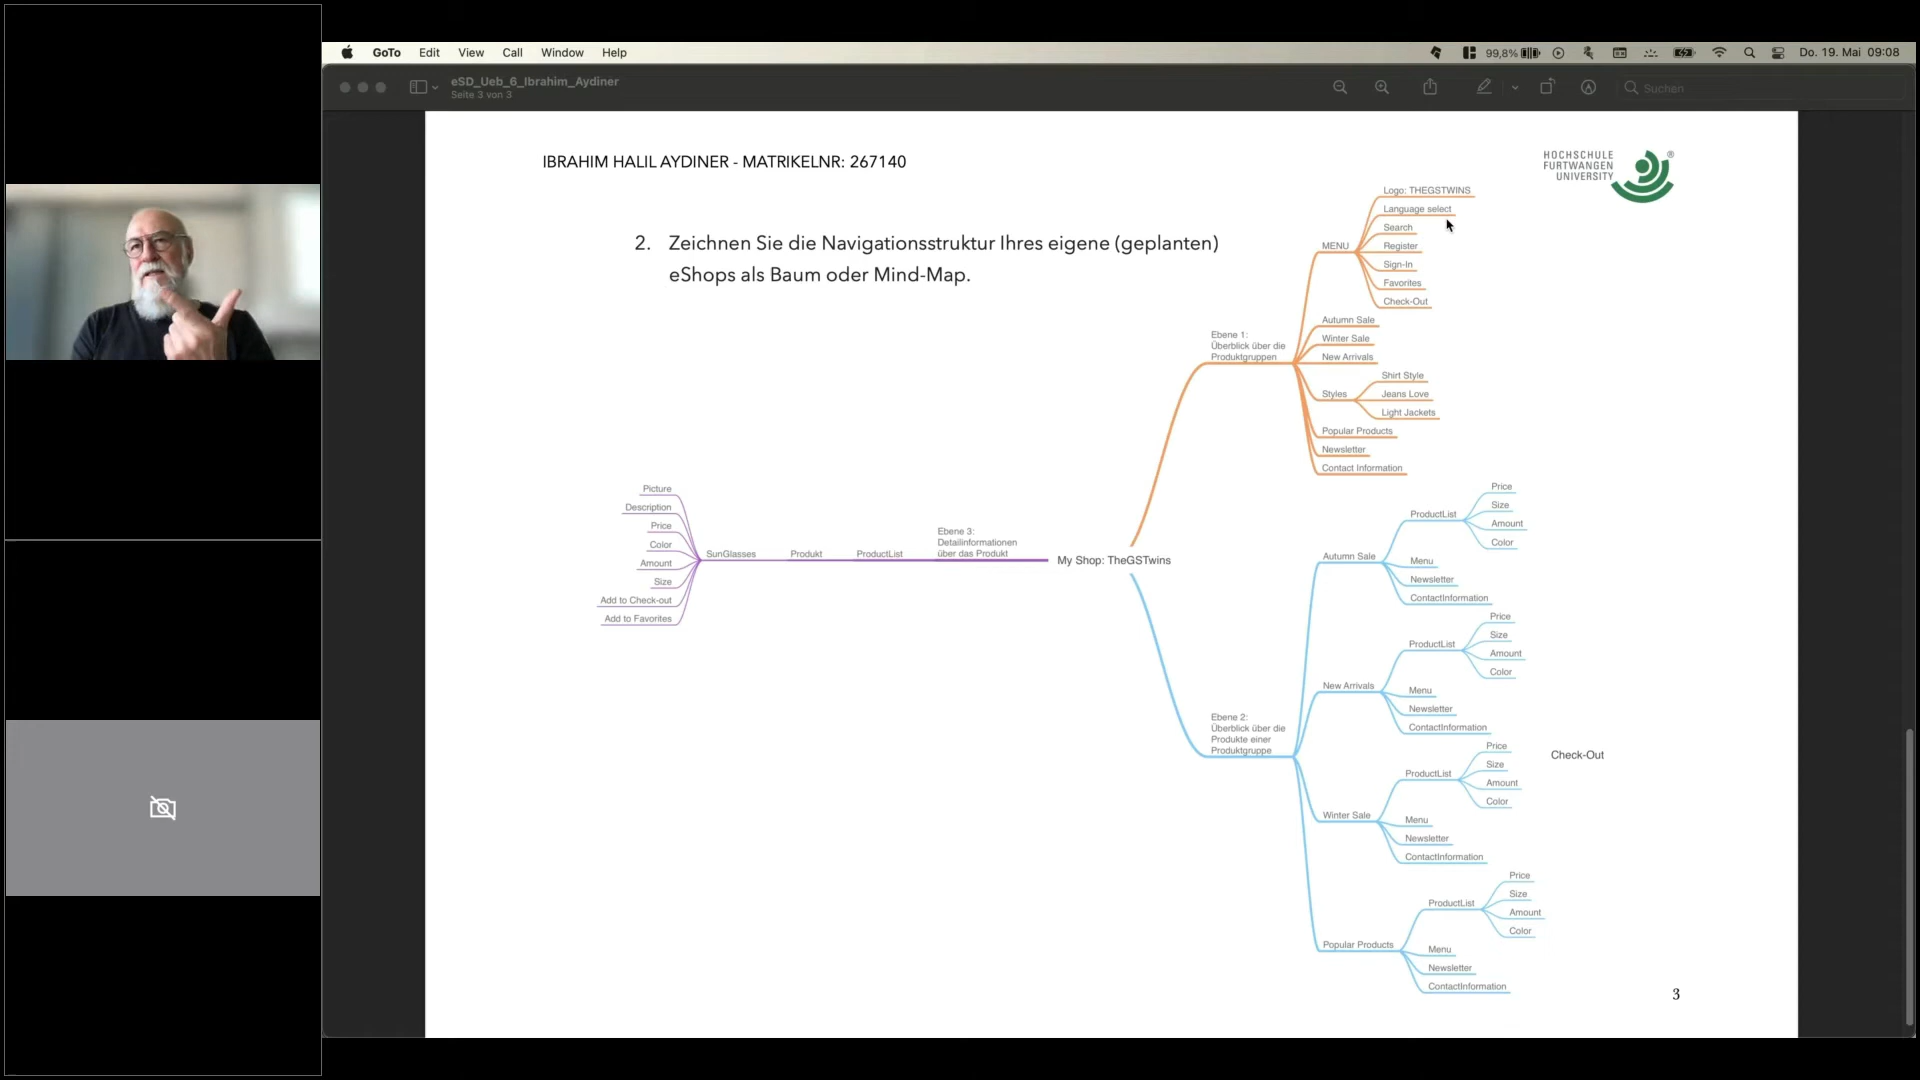 GoTo Edit View Call Window Help
99,8% Do. 19. Mai 09:08
eSD_Ueb_6_Ibrahim_Aydiner
Seite 3 von 3
Suchen
IBRAHIM HALIL AYDINER - MATRIKELNR: 267140
HOCHSCHULE
FURTWANGEN
UNIVERSITY
®
2. Zeichnen Sie die Navigationsstruktur Ihres eigene (geplanten)
eShops als Baum oder Mind-Map.
My Shop: TheGSTwins
Ebene 1:
Überblick über die
Produktgruppen
MENU
Logo: THEGSTWINS
Language select
Search
Register
Sign-In
Favorites
Check-Out
Autumn Sale
Winter Sale
New Arrivals
Styles
Shirt Style
Jeans Love
Light Jackets
Popular Products
Newsletter
Contact Information
Ebene 3:
Detailinformationen
über das Produkt
ProductList
Produkt
SunGlasses
Picture
Description
Price
Color
Amount
Size
Add to Check-out
Add to Favorites
Ebene 2:
Überblick über die
Produkte einer
Produktgruppe
Autumn Sale
ProductList
Price
Size
Amount
Color
Menu
Newsletter
ContactInformation
New Arrivals
ProductList
Price
Size
Amount
Color
Menu
Newsletter
ContactInformation
Winter Sale
ProductList
Price
Size
Amount
Color
Menu
Newsletter
ContactInformation
Popular Products
ProductList
Price
Size
Amount
Color
Menu
Newsletter
ContactInformation
Check-Out
3